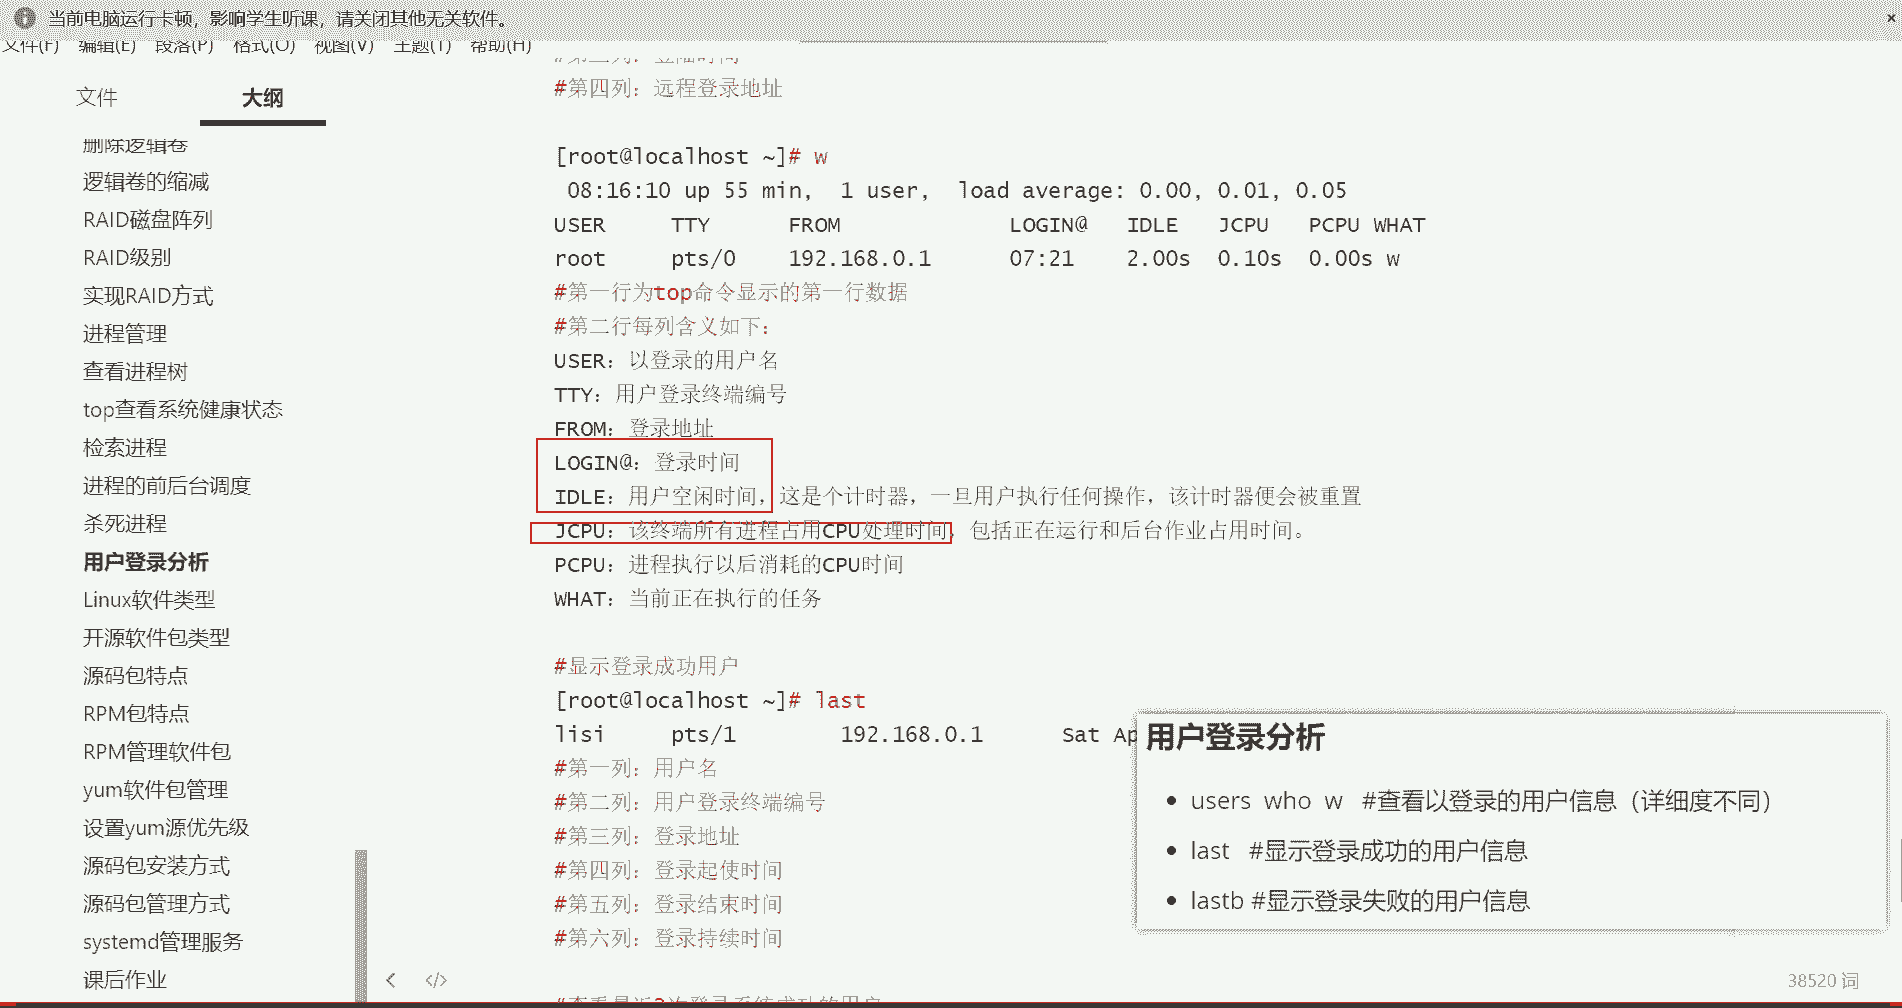 当前电脑运行卡顿，影响学生听课，请关闭其他无关软件。
文件(F) 编辑(E) 段落(P) 格式(O) 视图(V) 主题(T) 帮助(H)
文件 大纲
删除逻辑卷
逻辑卷的缩减
RAID磁盘阵列
RAID级别
实现RAID方式
进程管理
查看进程树
top查看系统健康状态
检索进程
进程的前后台调度
杀死进程
用户登录分析
Linux软件类型
开源软件包类型
源码包特点
RPM包特点
RPM管理软件包
yum软件包管理
设置yum源优先级
源码包安装方式
源码包管理方式
systemd管理服务
课后作业
#第三列：登陆时间
#第四列：远程登录地址
[root@localhost ~]# w
08:16:10 up 55 min,  1 user,  load average: 0.00, 0.01, 0.05
USER TTY FROM LOGIN@ IDLE JCPU PCPU WHAT
root pts/0 192.168.0.1 07:21 2.00s 0.10s 0.00s w
#第一行为top命令显示的第一行数据
#第二行每列含义如下：
USER：以登录的用户名
TTY：用户登录终端编号
FROM：登录地址
LOGIN@：登录时间
IDLE：用户空闲时间，这是个计时器，一旦用户执行任何操作，该计时器便会被重置
JCPU：该终端所有进程占用CPU处理时间，包括正在运行和后台作业占用时间。
PCPU：进程执行以后消耗的CPU时间
WHAT：当前正在执行的任务
#显示登录成功用户
[root@localhost ~]# last
lisi pts/1 192.168.0.1 Sat Ap
#第一列：用户名
#第二列：用户登录终端编号
#第三列：登录地址
#第四列：登录起使时间
#第五列：登录结束时间
#第六列：登录持续时间
#查看最近2次登录系统成功的用户
用户登录分析
• users who w #查看以登录的用户信息（详细度不同）
• last #显示登录成功的用户信息
• lastb #显示登录失败的用户信息
38520 词